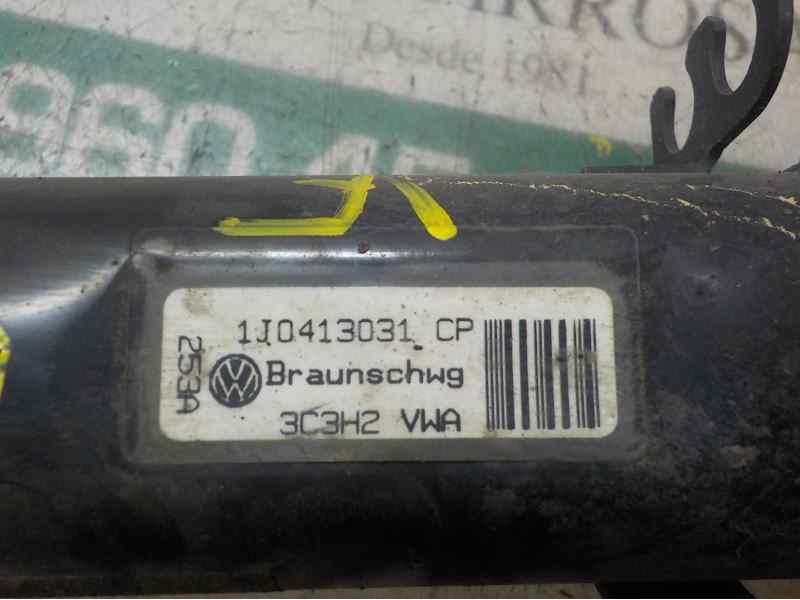 Desde 1981
1J0413031 CP
253A
Braunschwg
3C3H2 VWA